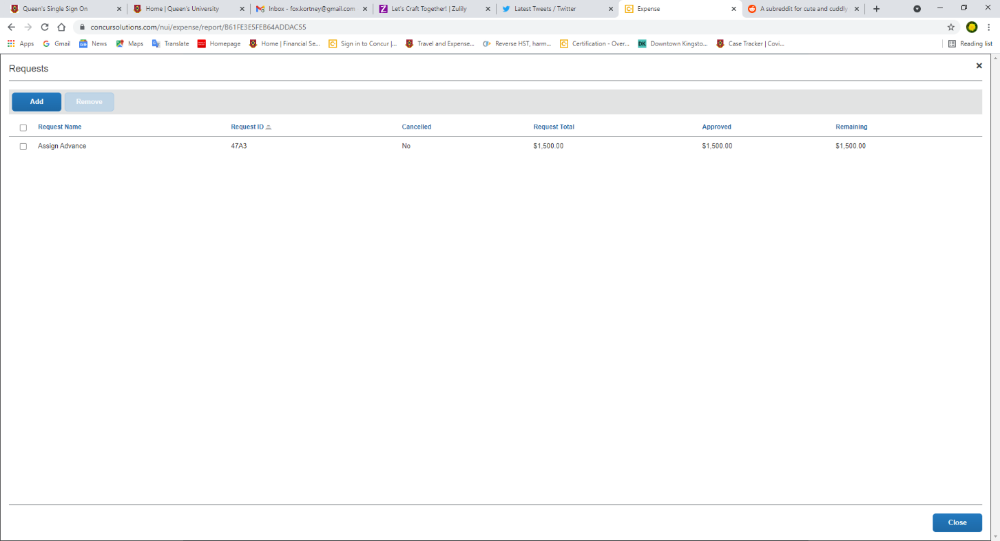 Queen's Single Sign On
Home | Queen's University
Inbox - fox.kortney@gmail.com
Let's Craft Together! | Zulily
Latest Tweets / Twitter
Expense
A subreddit for cute and cuddly
concursolutions.com/nui/expense/report/861FE3E5FEB64ADDAC55
Apps
Gmail
News
Maps
Translate
Homepage
Home | Financial Se...
Sign in to Concur |...
Travel and Expense...
Reverse HST, harm...
Certification - Over...
DK Downtown Kingsto...
Case Tracker | Covi...
Reading list
Requests
Add Remove
Request Name Request ID Cancelled Request Total Approved Remaining
Assign Advance 47A3 No $1,500.00 $1,500.00 $1,500.00
Close